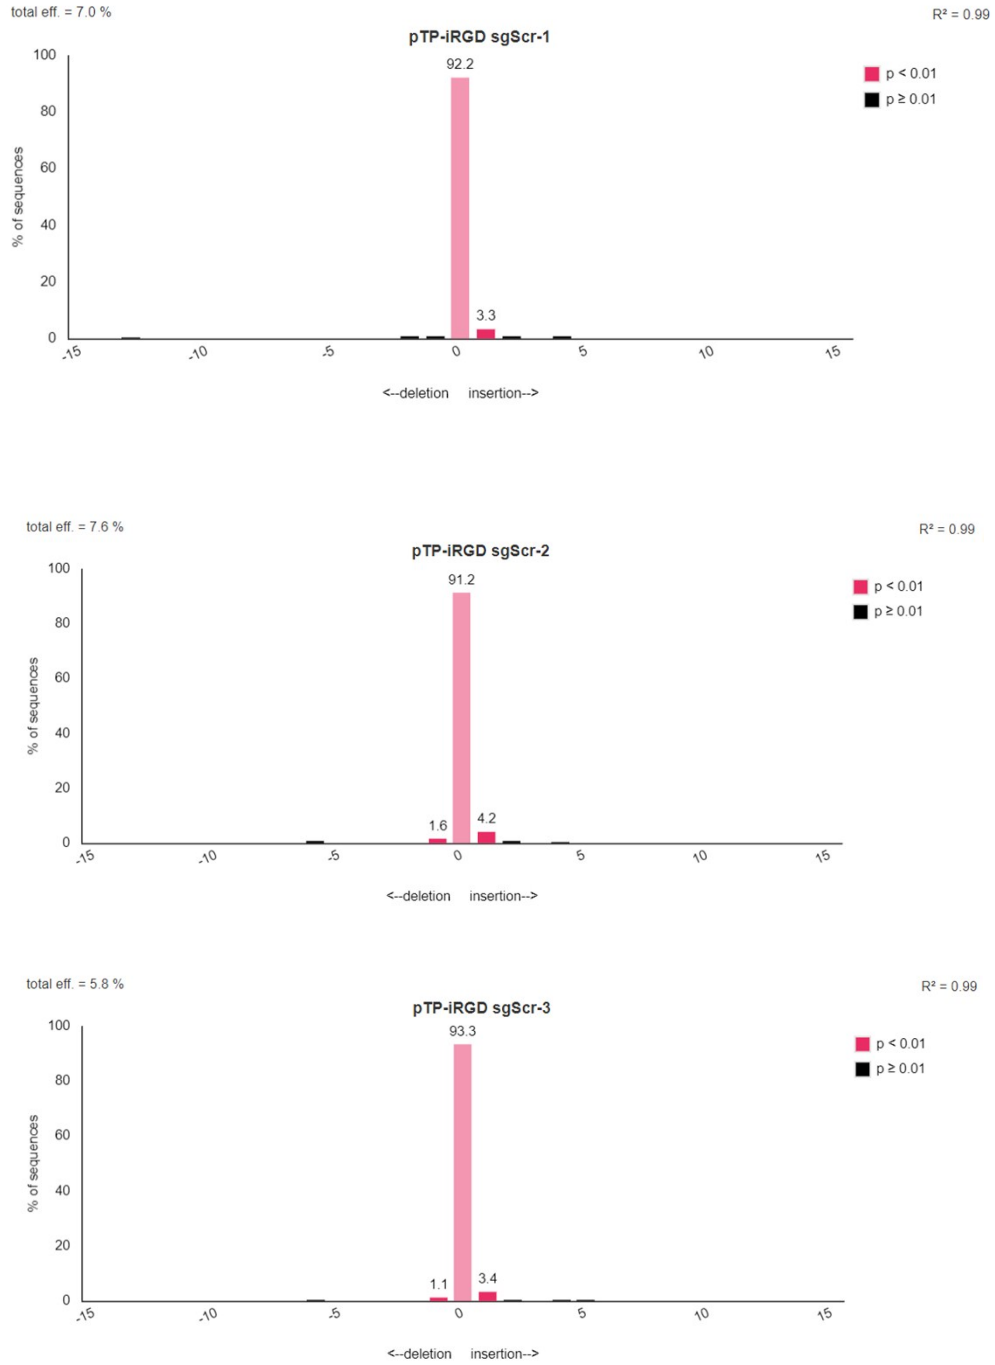 total eff. = 7.0 %
R² = 0.99
pTP-iRGD sgScr-1
p < 0.01
p ≥ 0.01
% of sequences
100
80
60
40
20
0
92.2
3.3
-15 -10 -5 0 5 10 15
<--deletion insertion-->
total eff. = 7.6 %
R² = 0.99
pTP-iRGD sgScr-2
p < 0.01
p ≥ 0.01
% of sequences
100
80
60
40
20
0
91.2
1.6
4.2
-15 -10 -5 0 5 10 15
<--deletion insertion-->
total eff. = 5.8 %
R² = 0.99
pTP-iRGD sgScr-3
p < 0.01
p ≥ 0.01
% of sequences
100
80
60
40
20
0
93.3
1.1
3.4
-15 -10 -5 0 5 10 15
<--deletion insertion-->